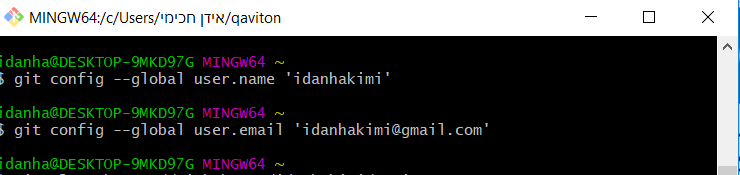 MINGW64:/c/Users/אידן חכימי/qaviton
idanha@DESKTOP-9MKD97G MINGW64 ~
$ git config --global user.name 'idanhakimi'
idanha@DESKTOP-9MKD97G MINGW64 ~
$ git config --global user.email 'idanhakimi@gmail.com'
idanha@DESKTOP-9MKD97G MINGW64 ~